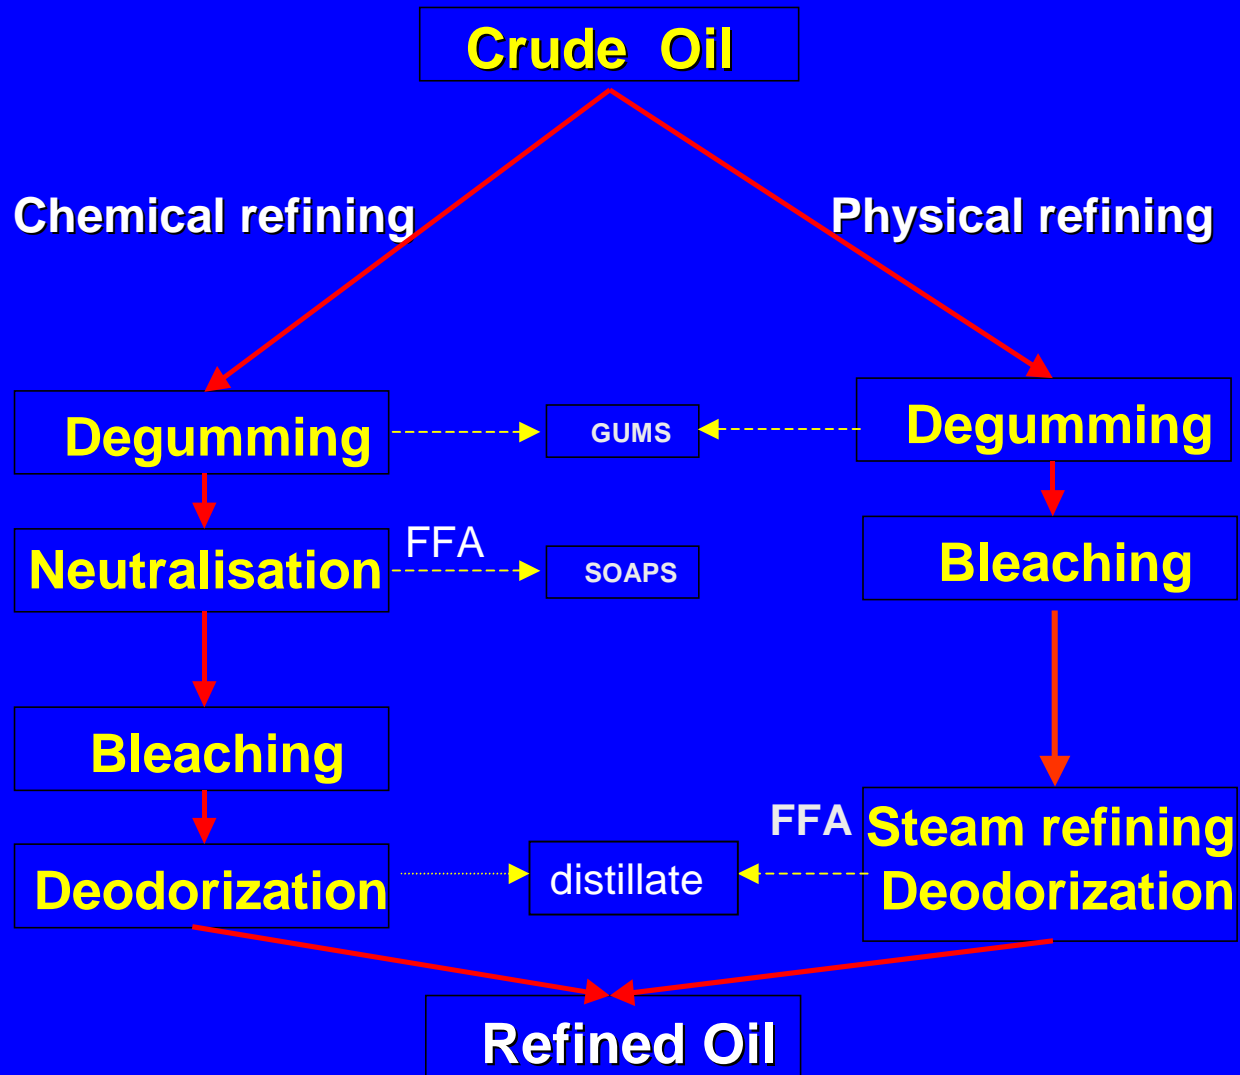 Crude Oil
Chemical refining
Physical refining
Degumming
GUMS
Degumming
Neutralisation
FFA
SOAPS
Bleaching
Bleaching
FFA
Steam refining
Deodorization
distillate
Deodorization
Refined Oil